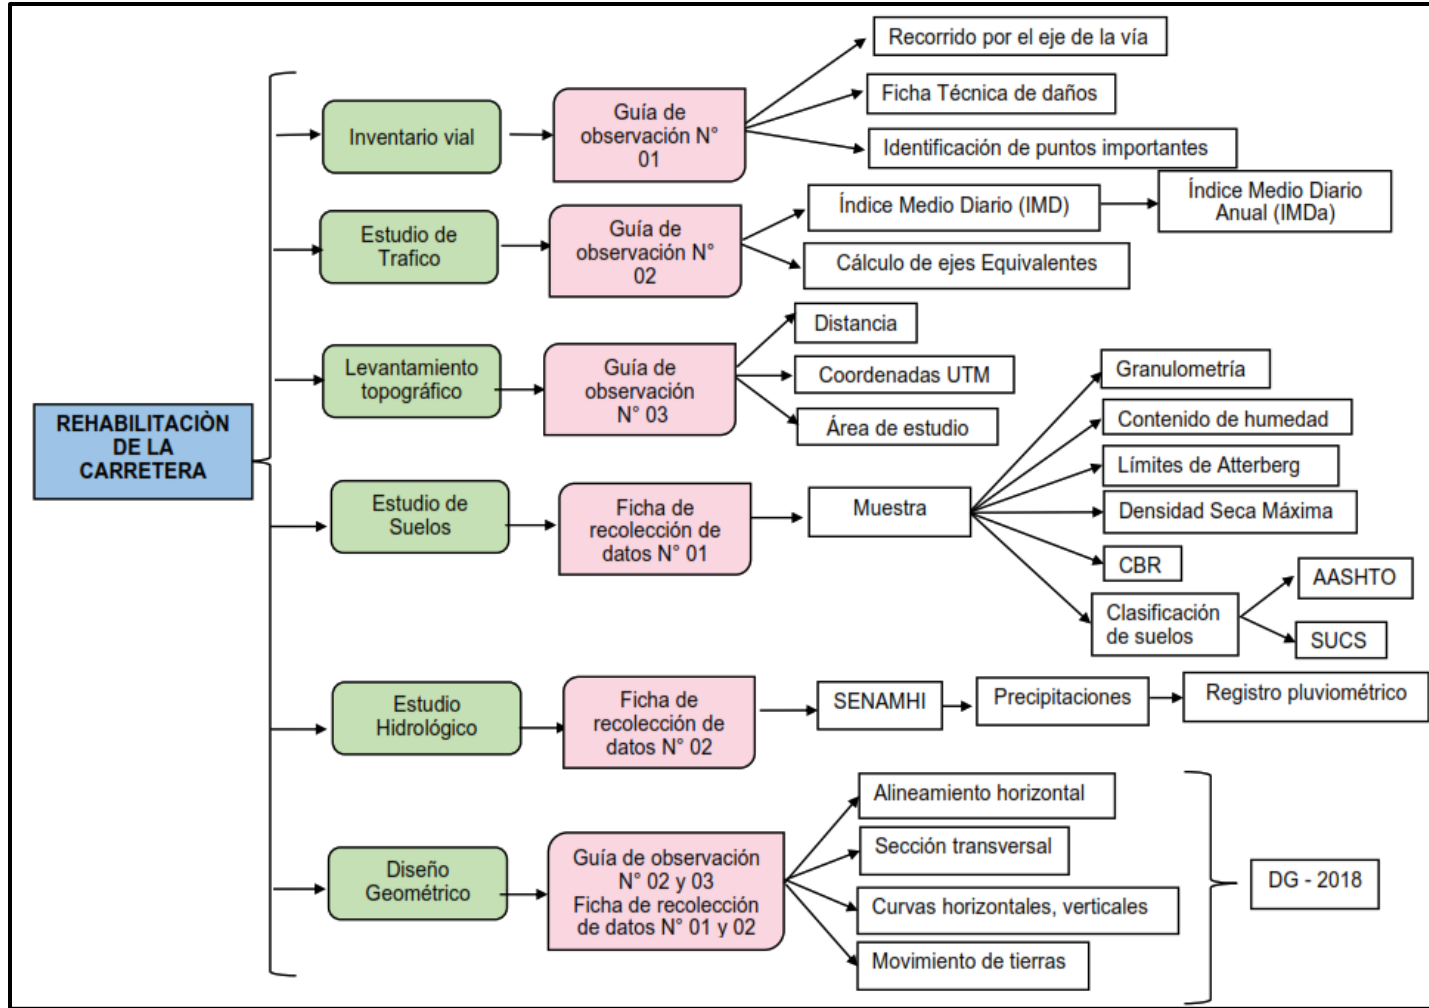 REHABILITACIÒN
DE LA
CARRETERA
Inventario vial
Guía de
observación N°
01
Recorrido por el eje de la vía
Ficha Técnica de daños
Identificación de puntos importantes
Estudio de
Trafico
Guía de
observación N°
02
Índice Medio Diario (IMD)
Índice Medio Diario
Anual (IMDa)
Cálculo de ejes Equivalentes
Levantamiento
topográfico
Guía de
observación
N° 03
Distancia
Coordenadas UTM
Área de estudio
Estudio de
Suelos
Ficha de
recolección de
datos N° 01
Muestra
Granulometría
Contenido de humedad
Límites de Atterberg
Densidad Seca Máxima
CBR
Clasificación
de suelos
AASHTO
SUCS
Estudio
Hidrológico
Ficha de
recolección de
datos N° 02
SENAMHI
Precipitaciones
Registro pluviométrico
Diseño
Geométrico
Guía de observación
N° 02 y 03
Ficha de recolección
de datos N° 01 y 02
Alineamiento horizontal
Sección transversal
Curvas horizontales, verticales
Movimiento de tierras
DG - 2018